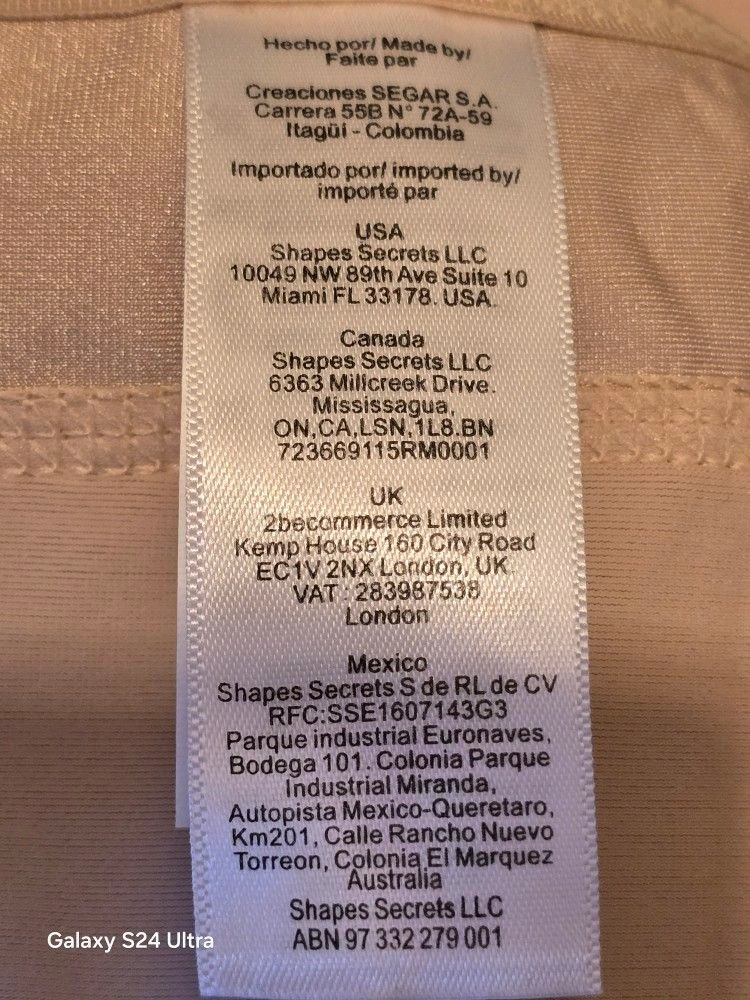 Hecho por/ Made by/
Faite par
Creaciones SEGAR S.A.
Carrera 55B N° 72A-59
Itagüi - Colombia
Importado por/ imported by/
importé par
USA
Shapes Secrets LLC
10049 NW 89th Ave Suite 10
Miami FL 33178. USA.
Canada
Shapes Secrets LLC
6363 Millcreek Drive.
Mississagua,
ON,CA,LSN,1L8.BN
723669115RM0001
UK
2becommerce Limited
Kemp House 160 City Road
EC1V 2NX London, UK
VAT : 283987538
London
Mexico
Shapes Secrets S de RL de CV
RFC:SSE1607143G3
Parque industrial Euronaves,
Bodega 101. Colonia Parque
Industrial Miranda,
Autopista Mexico-Queretaro,
Km201, Calle Rancho Nuevo
Torreon, Colonia El Marquez
Australia
Shapes Secrets LLC
ABN 97 332 279 001
Galaxy S24 Ultra